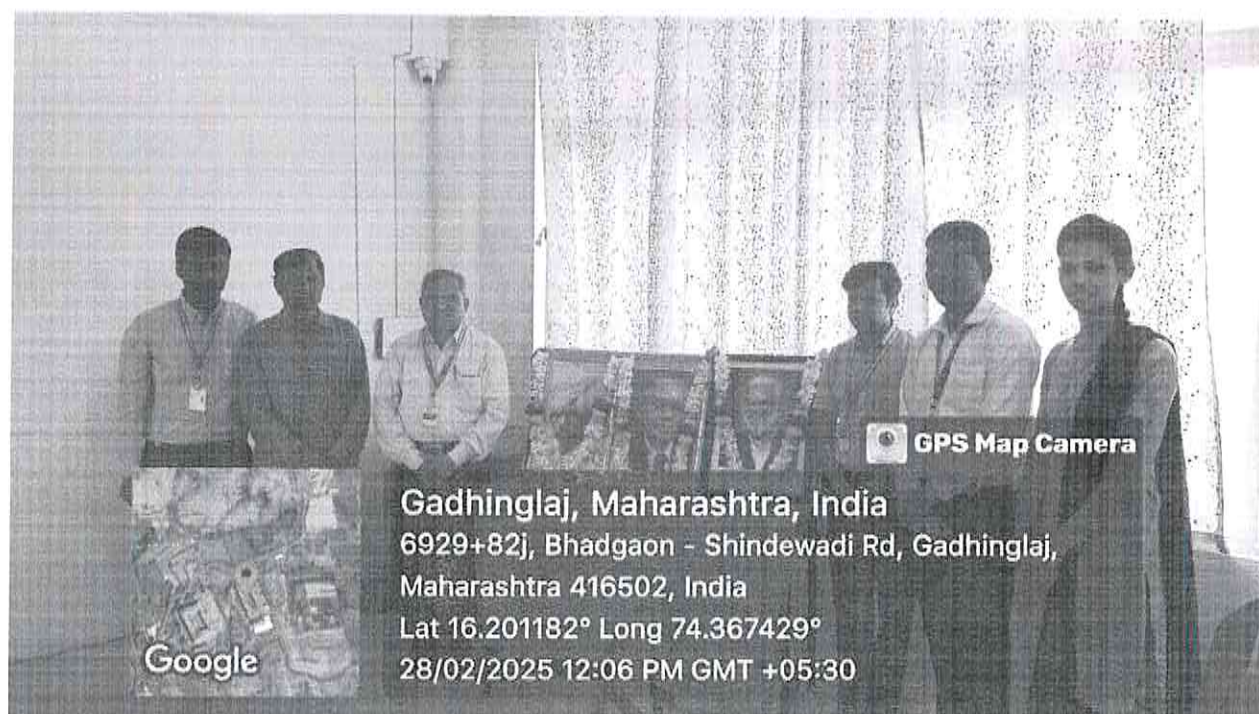 GPS Map Camera
Gadhinglaj, Maharashtra, India
6929+82j, Bhadgaon - Shindewadi Rd, Gadhinglaj,
Maharashtra 416502, India
Lat 16.201182° Long 74.367429°
28/02/2025 12:06 PM GMT +05:30
Google